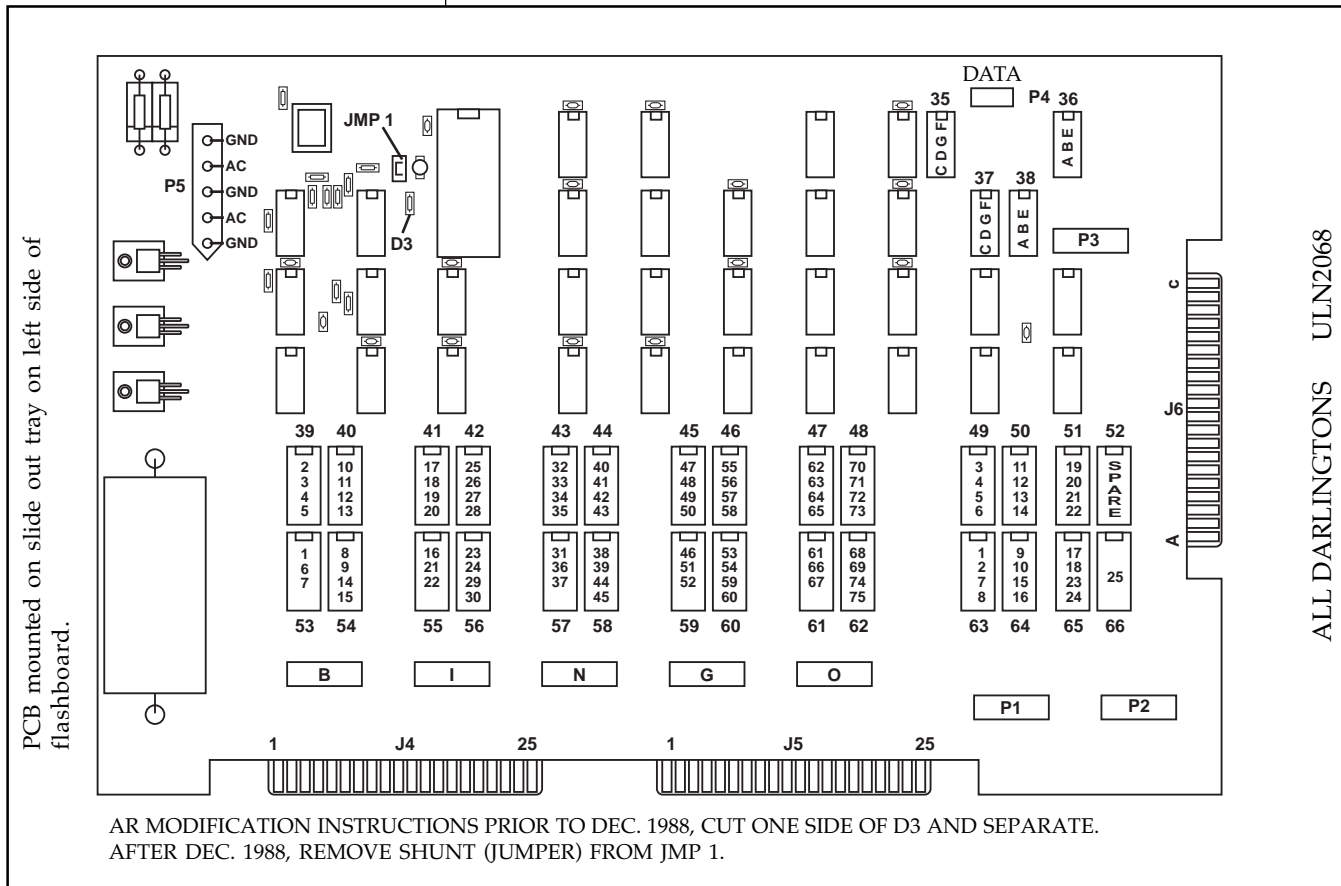 DATA
35
P4
36
JMP 1
GND
AC
P5
GND
AC
GND
C D G F
A B E
37
38
C D G F
A B E
D3
P3
PCB mounted on slide out tray on left side of
flashboard.
C
J6
A
ALL DARLINGTONS ULN2068
39 40 41 42 43 44 45 46 47 48 49 50 51 52
2 10 17 25 32 40 47 55 62 70 3 11 19 SPARE
3 11 18 26 33 41 48 56 63 71 4 12 20
4 12 19 27 34 42 49 57 64 72 5 13 21
5 13 20 28 35 43 50 58 65 73 6 14 22
1 8 16 23 31 38 46 53 61 68 1 9 17 25
6 9 21 24 36 39 51 54 66 69 2 10 18
7 14 22 29 37 44 52 59 67 74 7 15 23
15 30 45 60 75 8 16 24
53 54 55 56 57 58 59 60 61 62 63 64 65 66
B I N G O
P1 P2
1 J4 25 1 J5 25
AR MODIFICATION INSTRUCTIONS PRIOR TO DEC. 1988, CUT ONE SIDE OF D3 AND SEPARATE.
AFTER DEC. 1988, REMOVE SHUNT (JUMPER) FROM JMP 1.